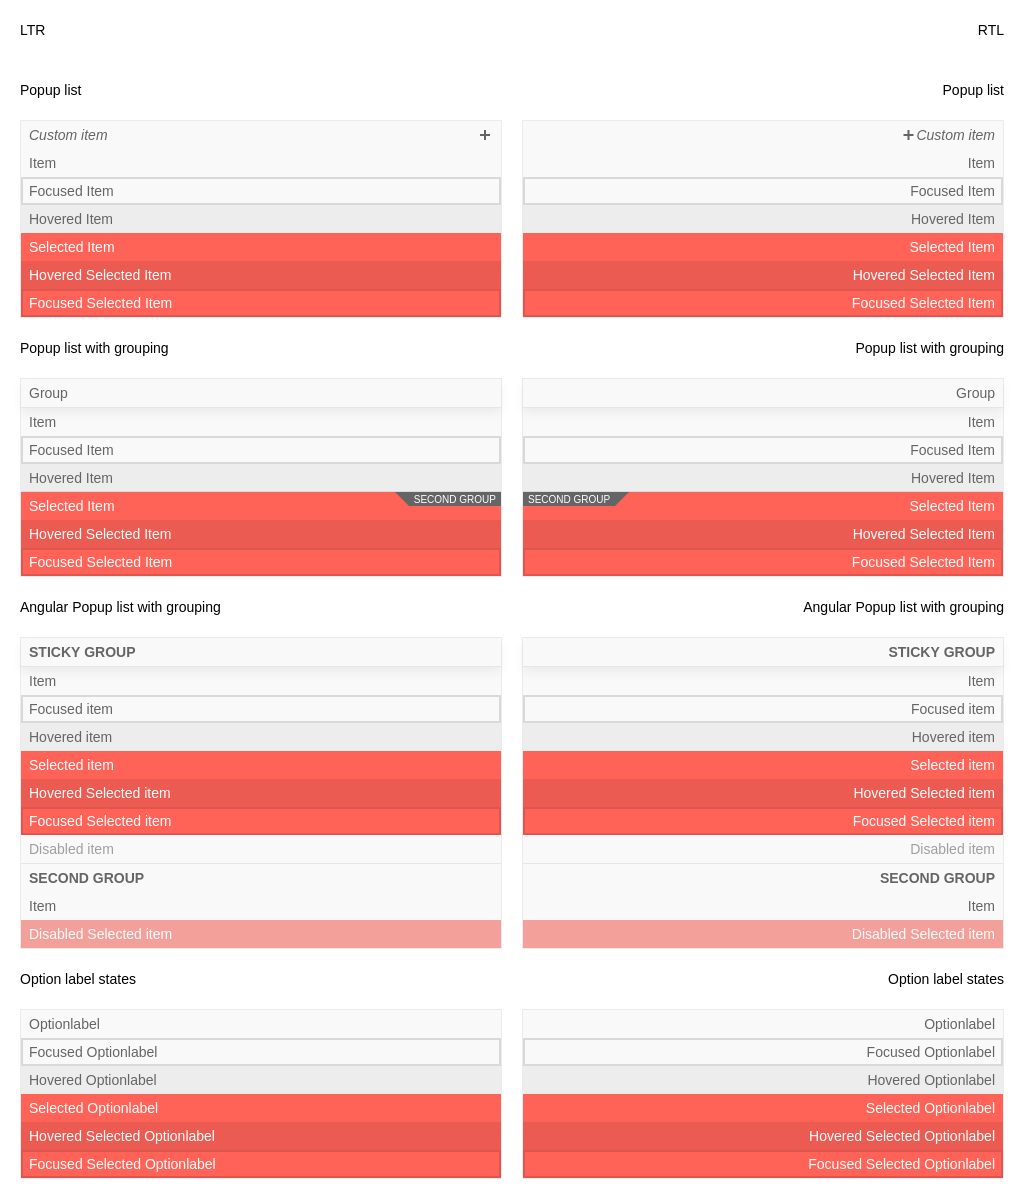 LTR
RTL
Popup list
Popup list
Custom item +
+ Custom item
Item
Item
Focused Item
Focused Item
Hovered Item
Hovered Item
Selected Item
Selected Item
Hovered Selected Item
Hovered Selected Item
Focused Selected Item
Focused Selected Item
Popup list with grouping
Popup list with grouping
Group
Group
Item
Item
Focused Item
Focused Item
Hovered Item
Hovered Item
Selected Item SECOND GROUP
SECOND GROUP Selected Item
Hovered Selected Item
Hovered Selected Item
Focused Selected Item
Focused Selected Item
Angular Popup list with grouping
Angular Popup list with grouping
STICKY GROUP
STICKY GROUP
Item
Item
Focused item
Focused item
Hovered item
Hovered item
Selected item
Selected item
Hovered Selected item
Hovered Selected item
Focused Selected item
Focused Selected item
Disabled item
Disabled item
SECOND GROUP
SECOND GROUP
Item
Item
Disabled Selected item
Disabled Selected item
Option label states
Option label states
Optionlabel
Optionlabel
Focused Optionlabel
Focused Optionlabel
Hovered Optionlabel
Hovered Optionlabel
Selected Optionlabel
Selected Optionlabel
Hovered Selected Optionlabel
Hovered Selected Optionlabel
Focused Selected Optionlabel
Focused Selected Optionlabel